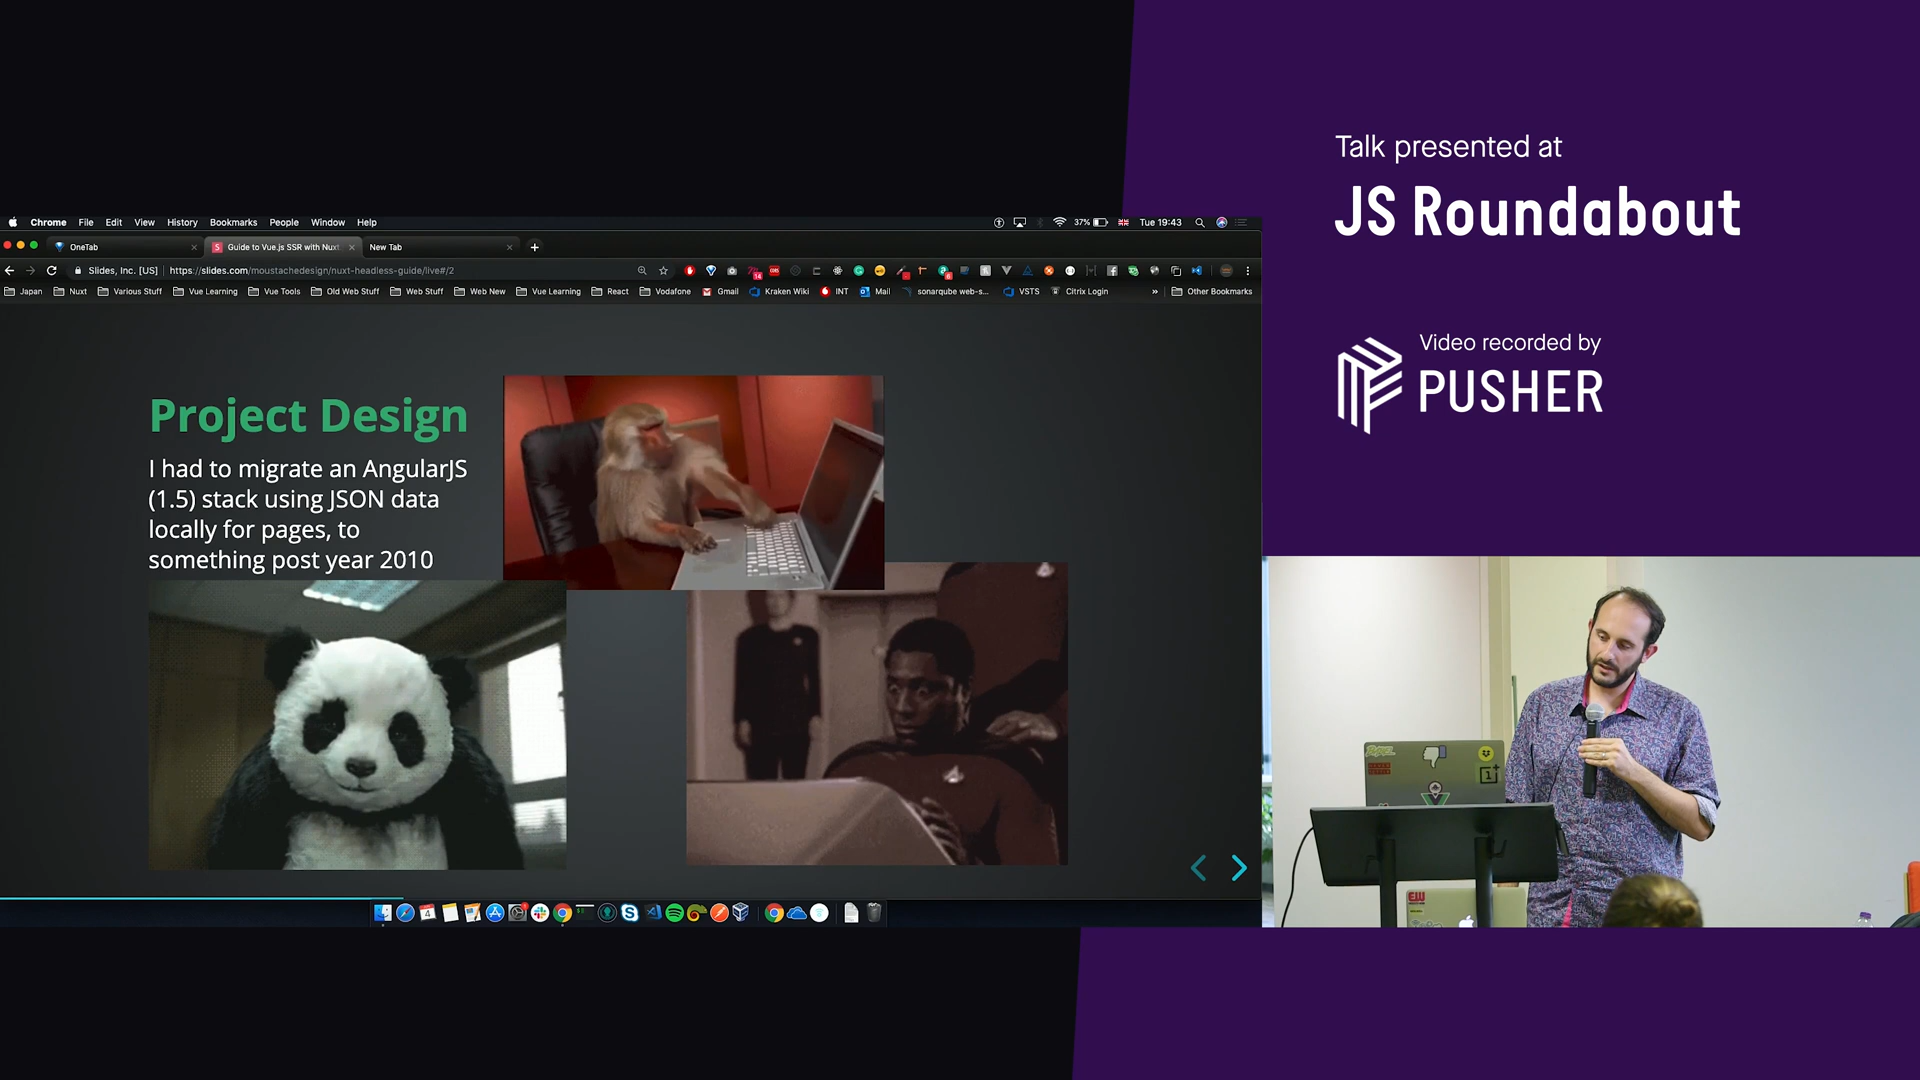 Talk presented at
JS Roundabout
Video recorded by
PUSHER
Chrome File Edit View History Bookmarks People Window Help
37% Tue 19:43
OneTab
Guide to Vue.js SSR with Nuxt
New Tab
Slides, Inc. [US] https://slides.com/moustachedesign/nuxt-headless-guide/live#/2
Japan Nuxt Various Stuff Vue Learning Vue Tools Old Web Stuff Web Stuff Web New Vue Learning React Vodafone Gmail Kraken Wiki INT Mail sonarqube web-s... VSTS Citrix Login » Other Bookmarks
Project Design
I had to migrate an AngularJS
(1.5) stack using JSON data
locally for pages, to
something post year 2010